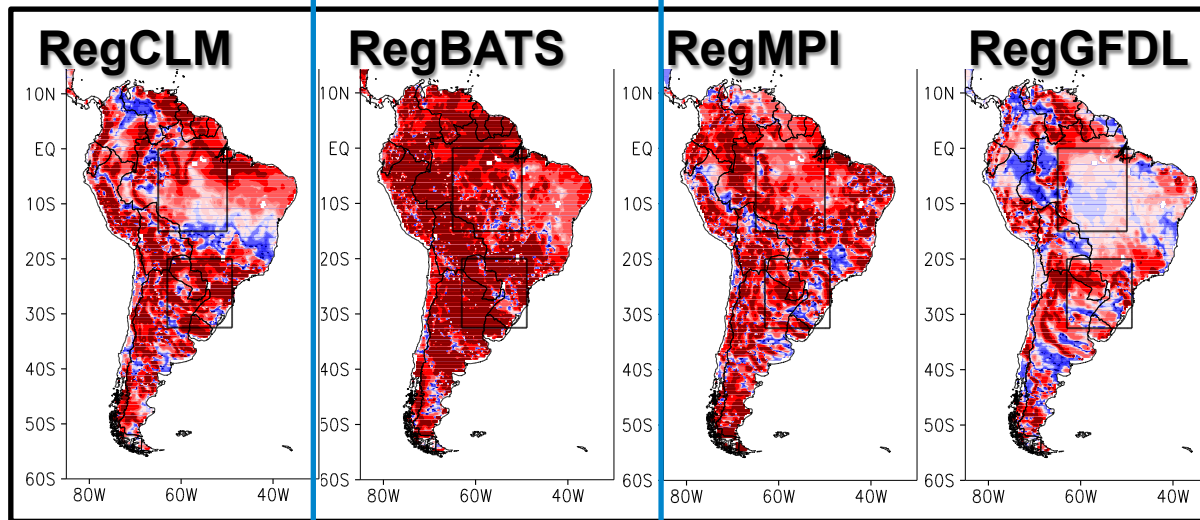 RegCLM RegBATS RegMPI RegGFDL
10N 10N 10N 10N
EQ EQ EQ EQ
10S 10S 10S 10S
20S 20S 20S 20S
30S 30S 30S 30S
40S 40S 40S 40S
50S 50S 50S 50S
60S 60S 60S 60S
80W 60W 40W 80W 60W 40W 80W 60W 40W 80W 60W 40W